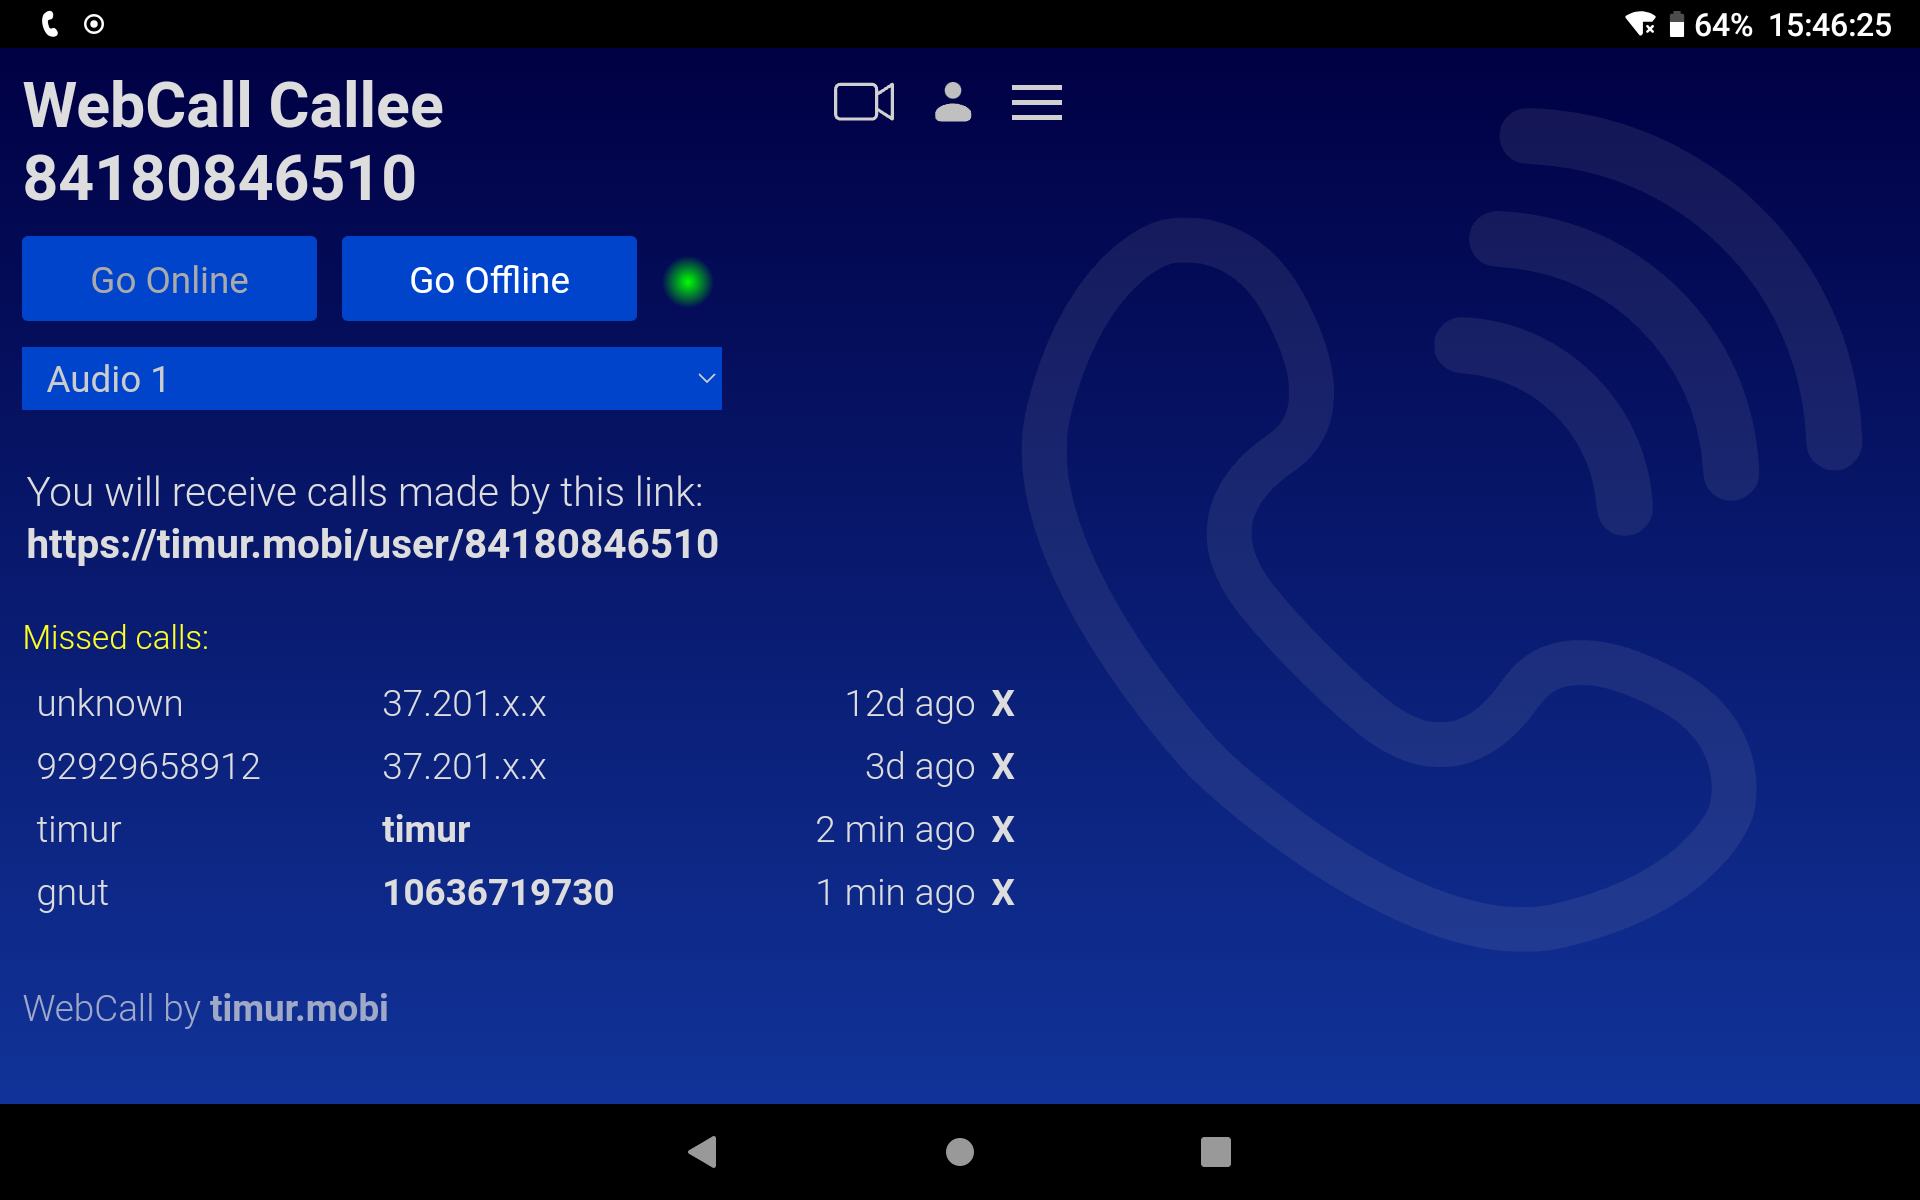 64% 15:46:25
WebCall Callee
84180846510
Go Online Go Offline
Audio 1
You will receive calls made by this link:
https://timur.mobi/user/84180846510
Missed calls:
unknown 37.201.x.x 12d ago X
92929658912 37.201.x.x 3d ago X
timur timur 2 min ago X
gnut 10636719730 1 min ago X
WebCall by timur.mobi